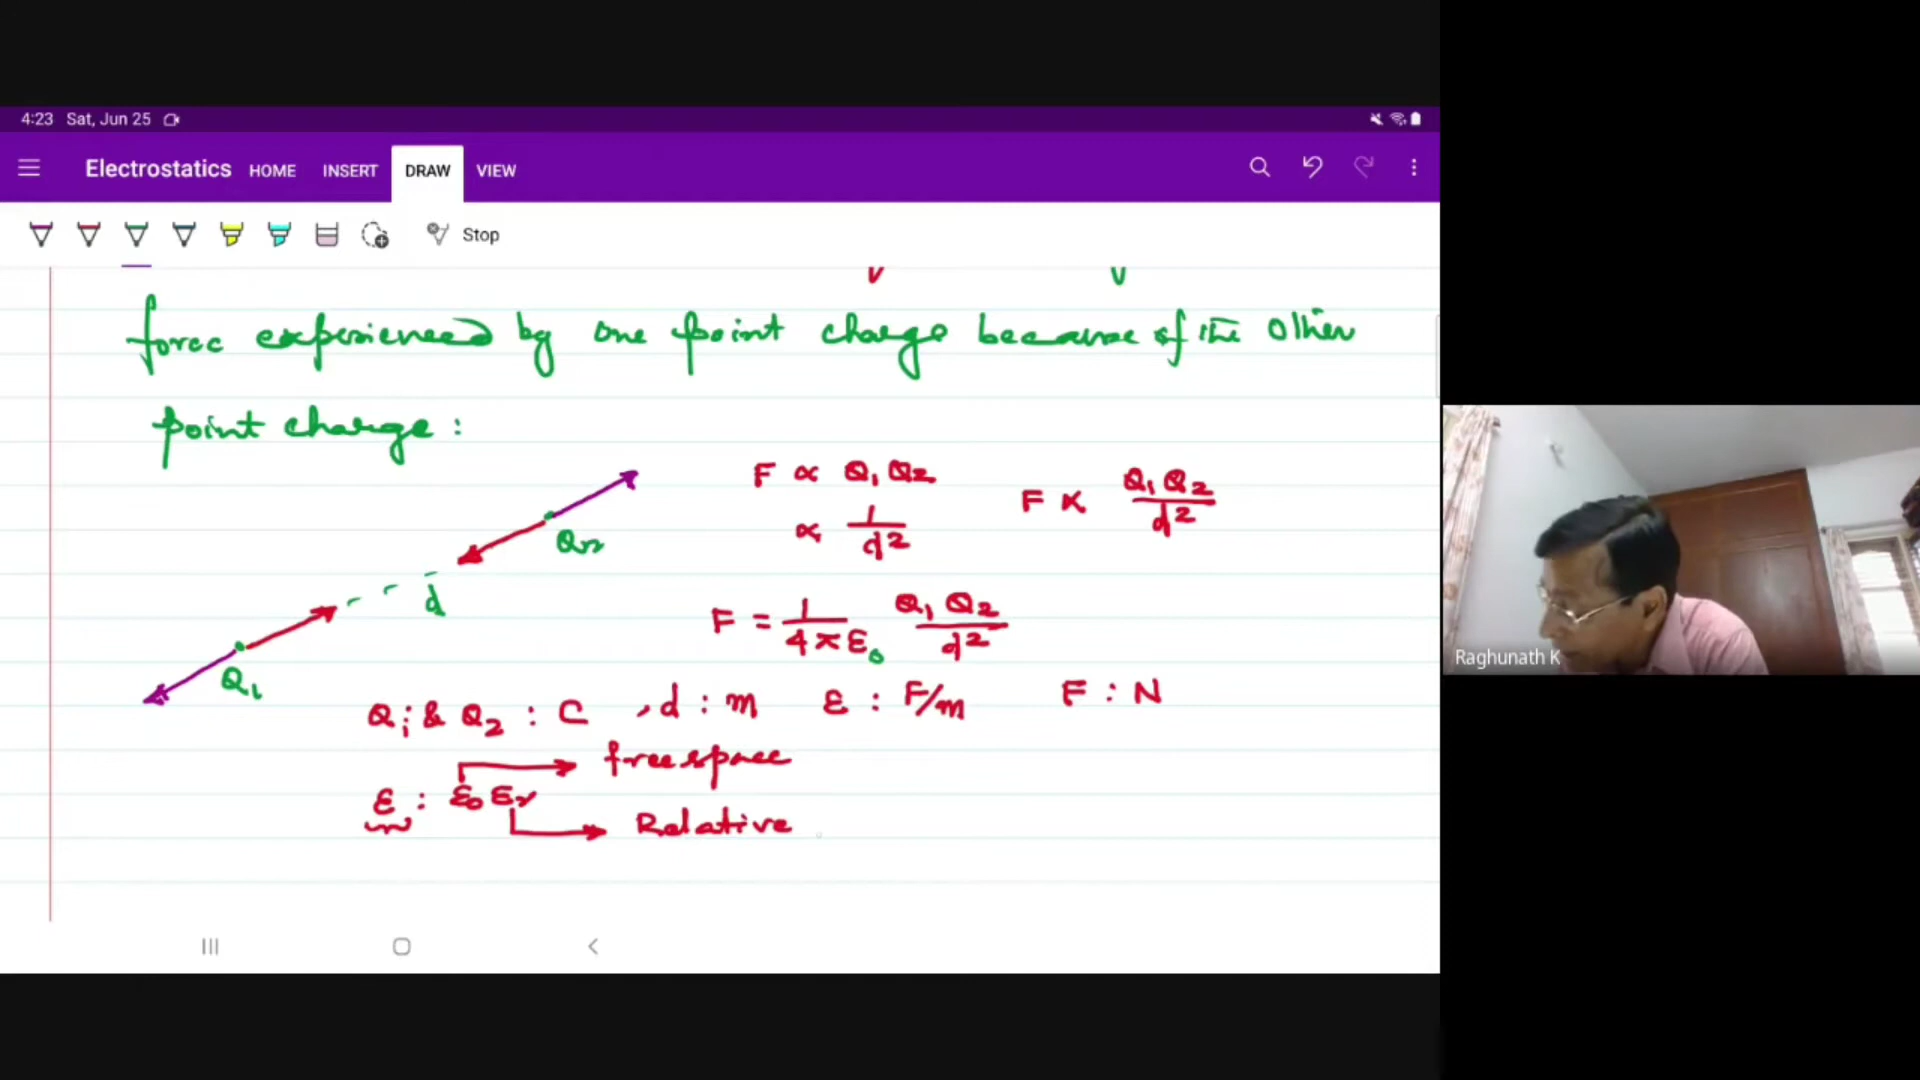 4:23 Sat, Jun 25
Electrostatics HOME INSERT DRAW VIEW
Stop
force experienced by one point charge because of the other
point charge :
F ∝ Q1 Q2
∝ 1/d²
F ∝ Q1 Q2/d²
Q2
d
Q1
F = 1/4πε0 Q1 Q2/d²
Q1 & Q2 : C , d : m ε : F/m F : N
free space
ε : ε0 εr
Relative
Raghunath K